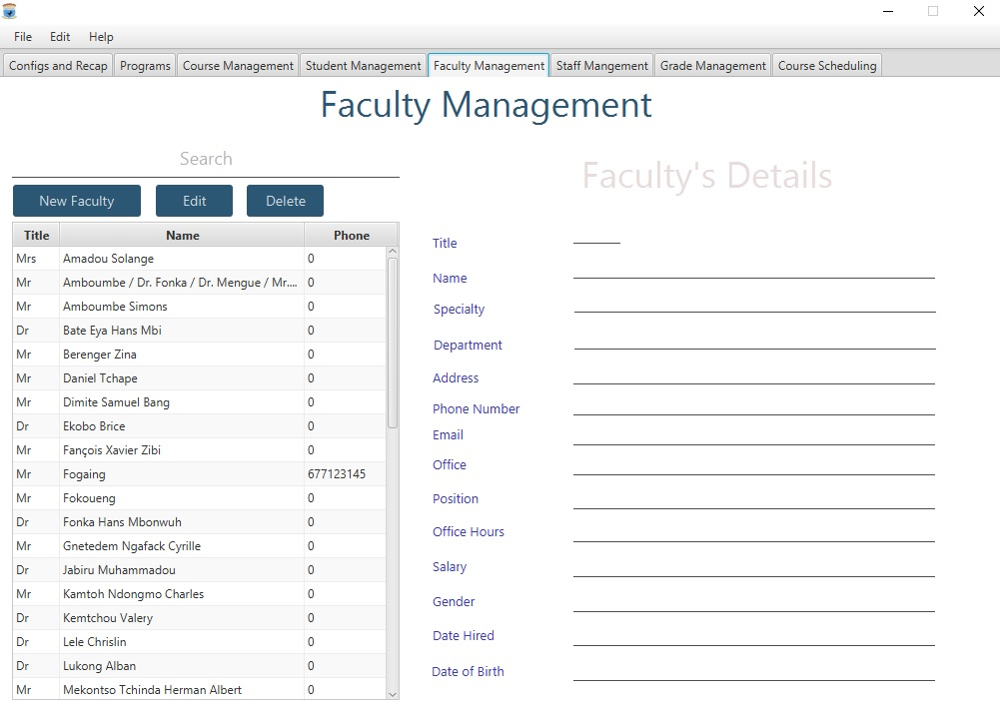 File Edit Help
Configs and Recap Programs Course Management Student Management Faculty Management Staff Mangement Grade Management Course Scheduling
Faculty Management
Search
New Faculty Edit Delete
Title Name Phone
Mrs Amadou Solange 0
Mr Amboumbe / Dr. Fonka / Dr. Mengue / Mr.... 0
Mr Amboumbe Simons 0
Dr Bate Eya Hans Mbi 0
Mr Berenger Zina 0
Mr Daniel Tchape 0
Mr Dimite Samuel Bang 0
Dr Ekobo Brice 0
Mr Fançois Xavier Zibi 0
Mr Fogaing 677123145
Mr Fokoueng 0
Dr Fonka Hans Mbonwuh 0
Mr Gnetedem Ngafack Cyrille 0
Dr Jabiru Muhammadou 0
Mr Kamtoh Ndongmo Charles 0
Dr Kemtchou Valery 0
Dr Lele Chrislin 0
Dr Lukong Alban 0
Mr Mekontso Tchinda Herman Albert 0
Faculty's Details
Title
Name
Specialty
Department
Address
Phone Number
Email
Office
Position
Office Hours
Salary
Gender
Date Hired
Date of Birth